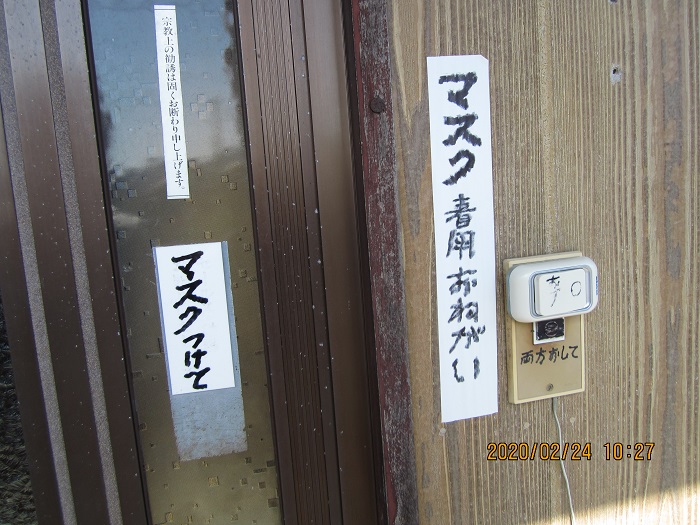 宗教上の勧誘は固くお断わり申し上げます。
マスクつけて
マスク着用おねがい
おす
両方おして
2020/02/24 10:27